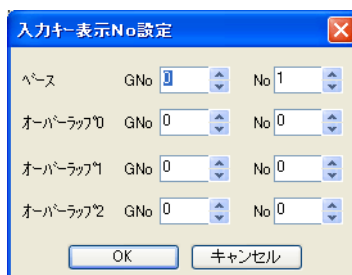 入力キー表示No設定
ﾍﾞｰｽ GNo 0 No 1
ｵｰﾊﾞｰﾗｯﾌﾟ0 GNo 0 No 0
ｵｰﾊﾞｰﾗｯﾌﾟ1 GNo 0 No 0
ｵｰﾊﾞｰﾗｯﾌﾟ2 GNo 0 No 0
OK キャンセル